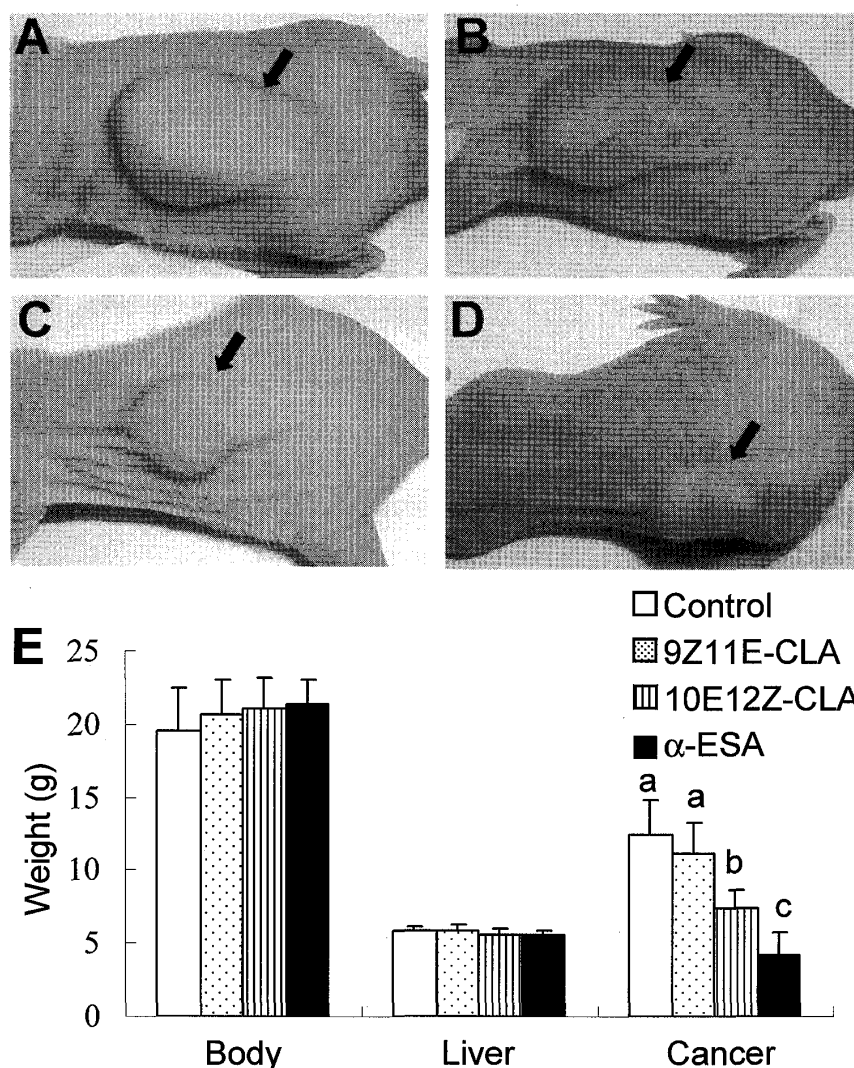 A
B
C
D
E
Control
9Z11E-CLA
10E12Z-CLA
α-ESA
Weight (g)
25
20
15
10
5
0
a
a
b
c
Body
Liver
Cancer